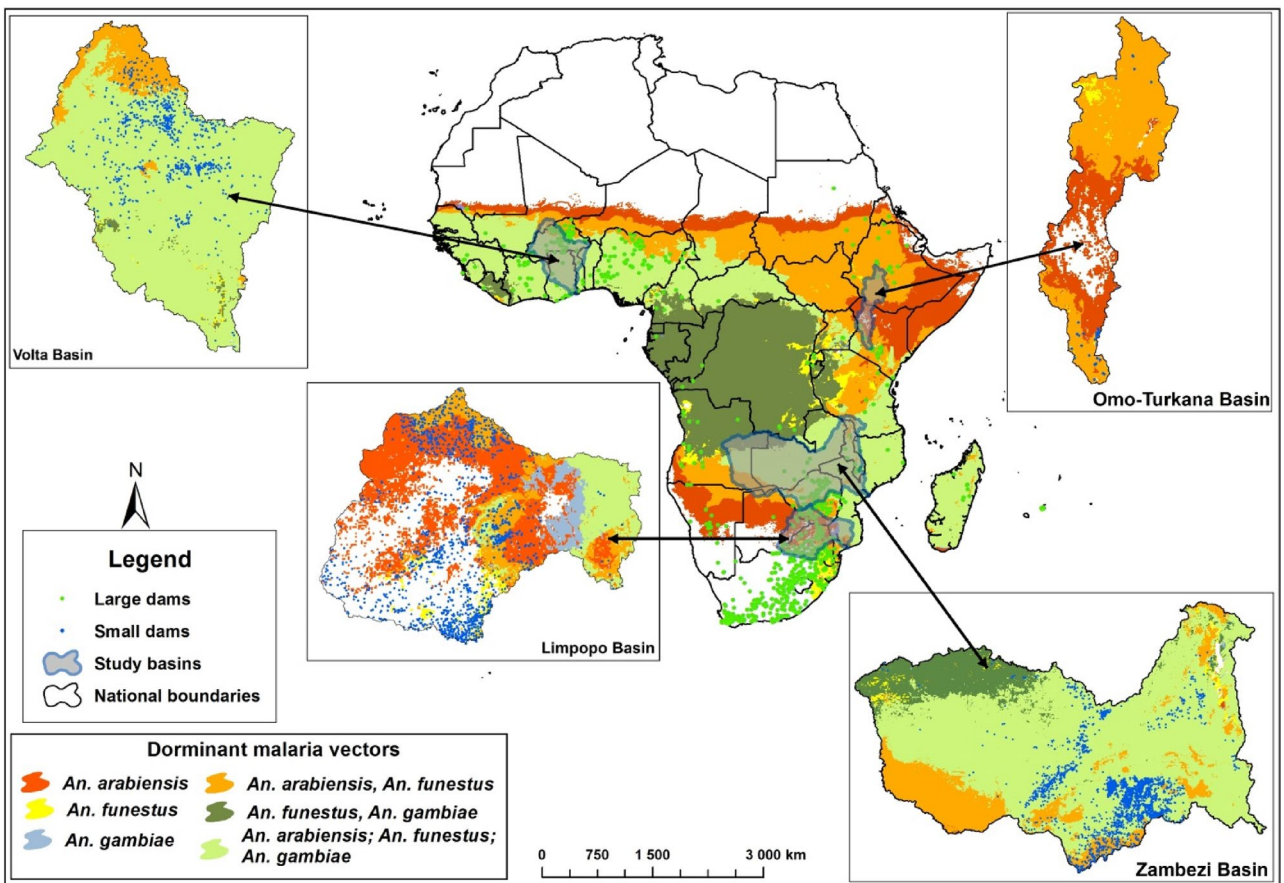 Volta Basin
Omo-Turkana Basin
N
Limpopo Basin
Legend
Large dams
Small dams
Study basins
National boundaries
Dorminant malaria vectors
An. arabiensis
An. arabiensis, An. funestus
An. funestus
An. funestus, An. gambiae
An. gambiae
An. arabiensis; An. funestus;
An. gambiae
0 750 1 500 3 000 km
Zambezi Basin